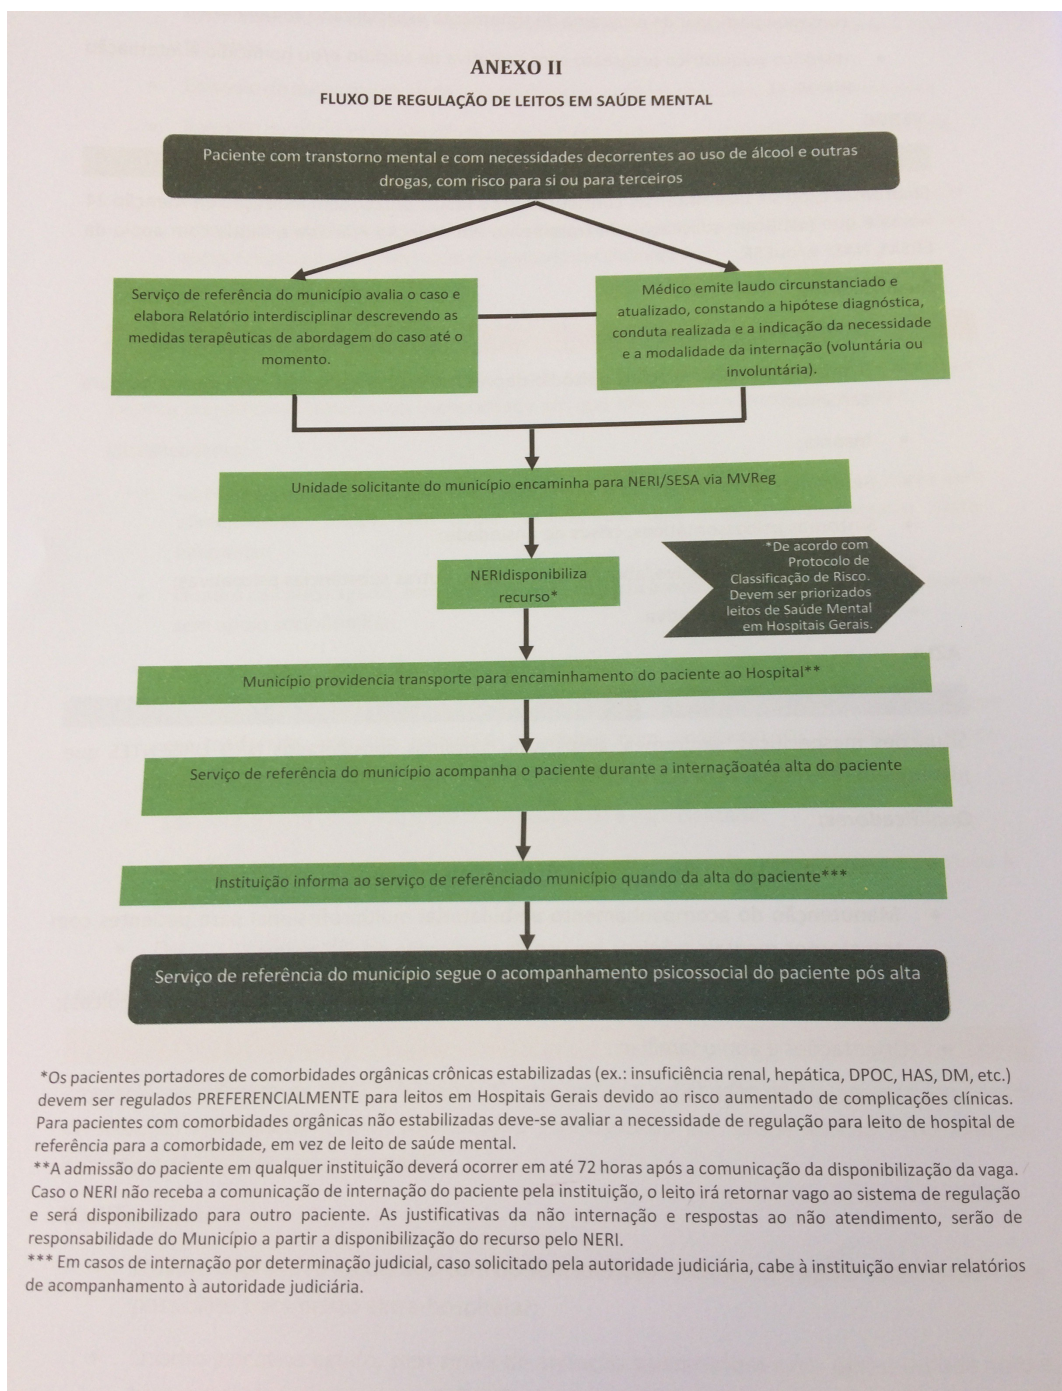 ANEXO II
FLUXO DE REGULAÇÃO DE LEITOS EM SAÚDE MENTAL
Paciente com transtorno mental e com necessidades decorrentes ao uso de álcool e outras
drogas, com risco para si ou para terceiros
Serviço de referência do município avalia o caso e
elabora Relatório interdisciplinar descrevendo as
medidas terapêuticas de abordagem do caso até o
momento.
Médico emite laudo circunstanciado e
atualizado, constando a hipótese diagnóstica,
conduta realizada e a indicação da necessidade
e a modalidade da internação (voluntária ou
involuntária).
Unidade solicitante do município encaminha para NERI/SESA via MVReg
NERIdisponibiliza
recurso*
*De acordo com
Protocolo de
Classificação de Risco.
Devem ser priorizados
leitos de Saúde Mental
em Hospitais Gerais.
Município providencia transporte para encaminhamento do paciente ao Hospital**
Serviço de referência do município acompanha o paciente durante a internaçãoatéa alta do paciente
Instituição informa ao serviço de referênciado município quando da alta do paciente***
Serviço de referência do município segue o acompanhamento psicossocial do paciente pós alta
*Os pacientes portadores de comorbidades orgânicas crônicas estabilizadas (ex.: insuficiência renal, hepática, DPOC, HAS, DM, etc.)
devem ser regulados PREFERENCIALMENTE para leitos em Hospitais Gerais devido ao risco aumentado de complicações clínicas.
Para pacientes com comorbidades orgânicas não estabilizadas deve-se avaliar a necessidade de regulação para leito de hospital de
referência para a comorbidade, em vez de leito de saúde mental.
**A admissão do paciente em qualquer instituição deverá ocorrer em até 72 horas após a comunicação da disponibilização da vaga.
Caso o NERI não receba a comunicação de internação do paciente pela instituição, o leito irá retornar vago ao sistema de regulação
e será disponibilizado para outro paciente. As justificativas da não internação e respostas ao não atendimento, serão de
responsabilidade do Município a partir a disponibilização do recurso pelo NERI.
*** Em casos de internação por determinação judicial, caso solicitado pela autoridade judiciária, cabe à instituição enviar relatórios
de acompanhamento à autoridade judiciária.